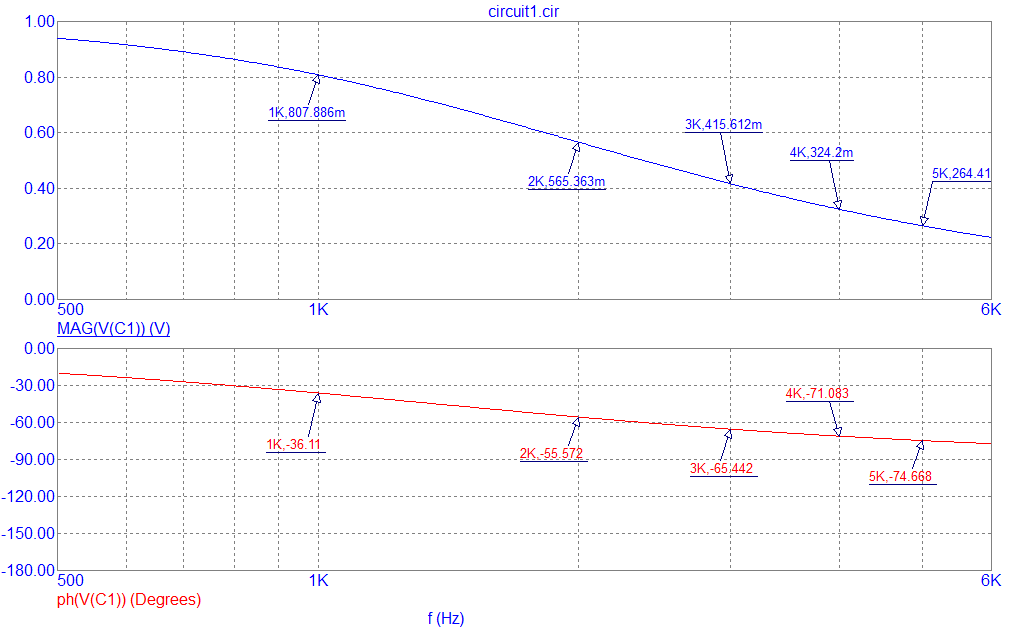 circuit1.cir
1.00
0.80
0.60
0.40
0.20
0.00
1K,807.886m
2K,565.363m
3K,415.612m
4K,324.2m
5K,264.41
500
1K
6K
MAG(V(C1)) (V)
0.00
-30.00
-60.00
-90.00
-120.00
-150.00
-180.00
1K,-36.11
2K,-55.572
3K,-65.442
4K,-71.083
5K,-74.668
500
1K
6K
ph(V(C1)) (Degrees)
f (Hz)